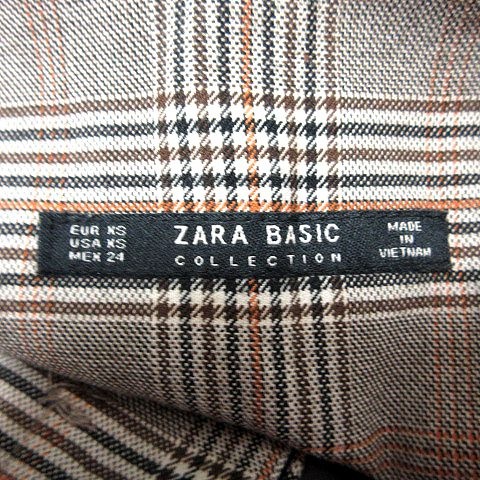 EUR XS
USA XS
MEX 24
ZARA BASIC
COLLECTION
MADE
IN
VIETNAM